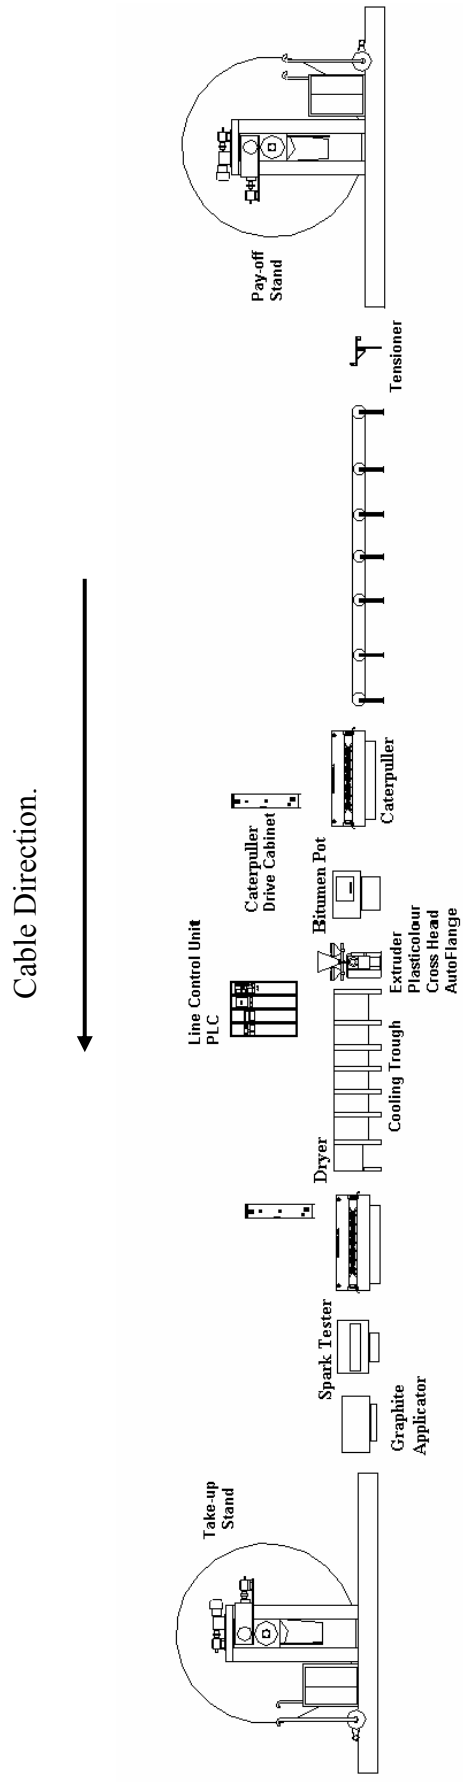 Cable Direction.
Line Control Unit
PLC
Take-up
Stand
Caterpuller
Drive Cabinet
Pay-off
Stand
Spark Tester
Dryer
Bitumen Pot
Graphite
Applicator
Cooling Trough
Extruder
Plasticolour
Cross Head
AutoFlange
Caterpuller
Tensioner